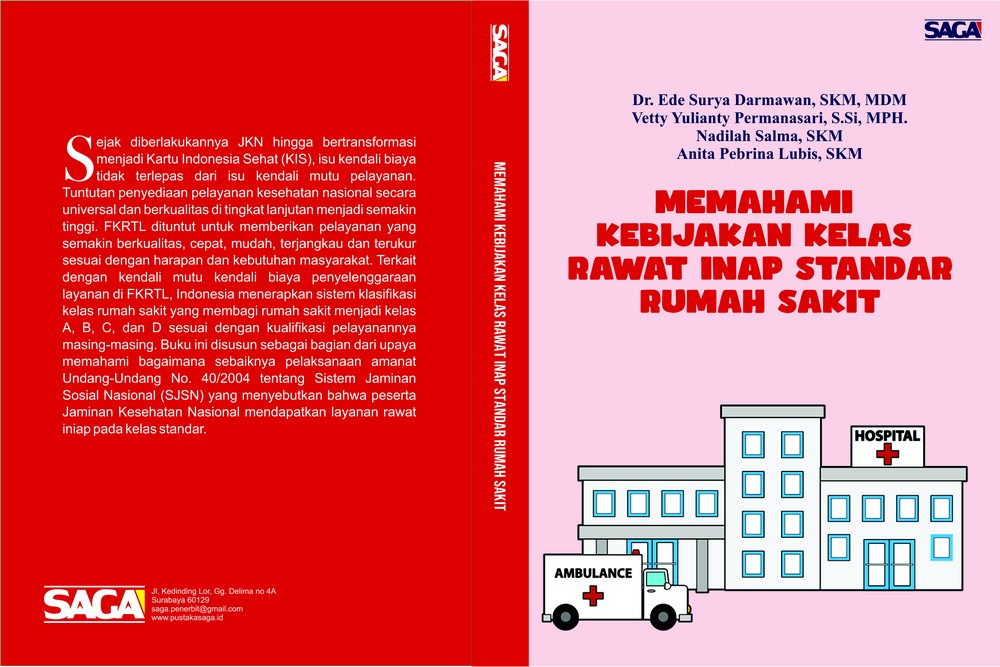 Sejak diberlakukannya JKN hingga bertransformasi
menjadi Kartu Indonesia Sehat (KIS), isu kendali biaya
tidak terlepas dari isu kendali mutu pelayanan.
Tuntutan penyediaan pelayanan kesehatan nasional secara
universal dan berkualitas di tingkat lanjutan menjadi semakin
tinggi. FKRTL dituntut untuk memberikan pelayanan yang
semakin berkualitas, cepat, mudah, terjangkau dan terukur
sesuai dengan harapan dan kebutuhan masyarakat. Terkait
dengan kendali mutu kendali biaya penyelenggaraan
layanan di FKRTL, Indonesia menerapkan sistem klasifikasi
kelas rumah sakit yang membagi rumah sakit menjadi kelas
A, B, C, dan D sesuai dengan kualifikasi pelayanannya
masing-masing. Buku ini disusun sebagai bagian dari upaya
memahami bagaimana sebaiknya pelaksanaan amanat
Undang-Undang No. 40/2004 tentang Sistem Jaminan
Sosial Nasional (SJSN) yang menyebutkan bahwa peserta
Jaminan Kesehatan Nasional mendapatkan layanan rawat
iniap pada kelas standar.
SAGA
Jl. Kedinding Lor, Gg. Delima no 4A
Surabaya 60129
saga.penerbit@gmail.com
www.pustakasaga.id
SAGA
MEMAHAMI KEBIJAKAN KELAS RAWAT INAP STANDAR RUMAH SAKIT
SAGA
Dr. Ede Surya Darmawan, SKM, MDM
Vetty Yulianty Permanasari, S.Si, MPH.
Nadilah Salma, SKM
Anita Pebrina Lubis, SKM
MEMAHAMI
KEBIJAKAN KELAS
RAWAT INAP STANDAR
RUMAH SAKIT
HOSPITAL
AMBULANCE